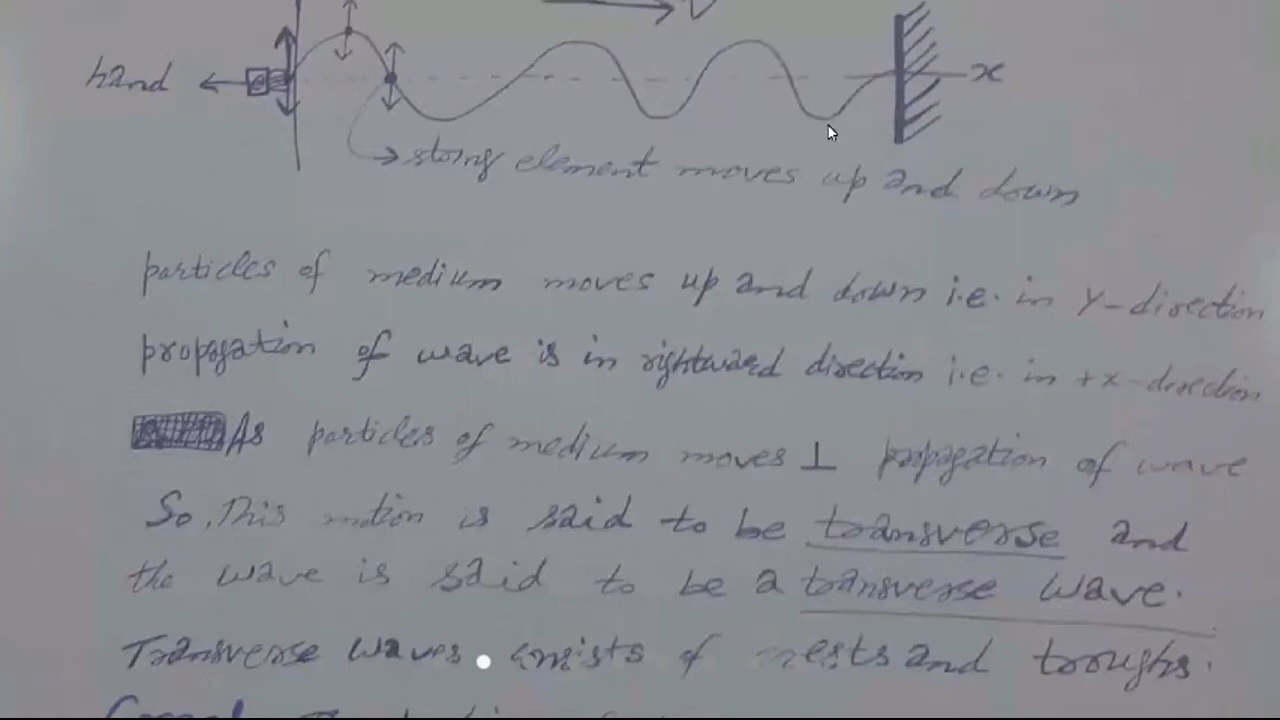 V
hand
x
string element moves up and down
particles of medium moves up and down i.e. in Y-direction
propogation of wave is in rightward direction i.e. in +x-direction
As particles of medium moves ⊥ propagation of wave
So, This motion is said to be transverse and
the wave is said to be a transverse wave.
Transverse waves consists of crests and troughs.